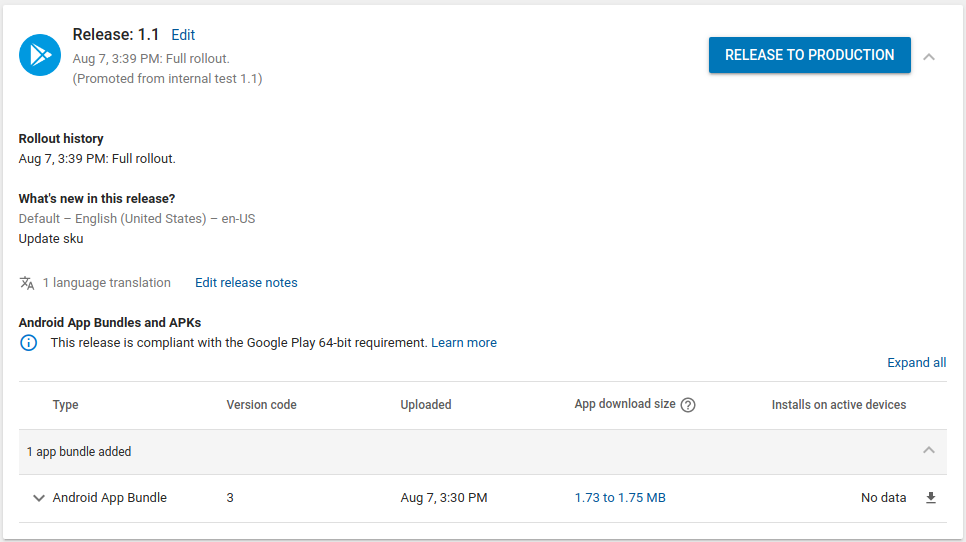 Release: 1.1 Edit
Aug 7, 3:39 PM: Full rollout.
(Promoted from internal test 1.1)
RELEASE TO PRODUCTION
Rollout history
Aug 7, 3:39 PM: Full rollout.
What's new in this release?
Default – English (United States) – en-US
Update sku
1 language translation Edit release notes
Android App Bundles and APKs
This release is compliant with the Google Play 64-bit requirement. Learn more
Expand all
Type Version code Uploaded App download size Installs on active devices
1 app bundle added
Android App Bundle 3 Aug 7, 3:30 PM 1.73 to 1.75 MB No data